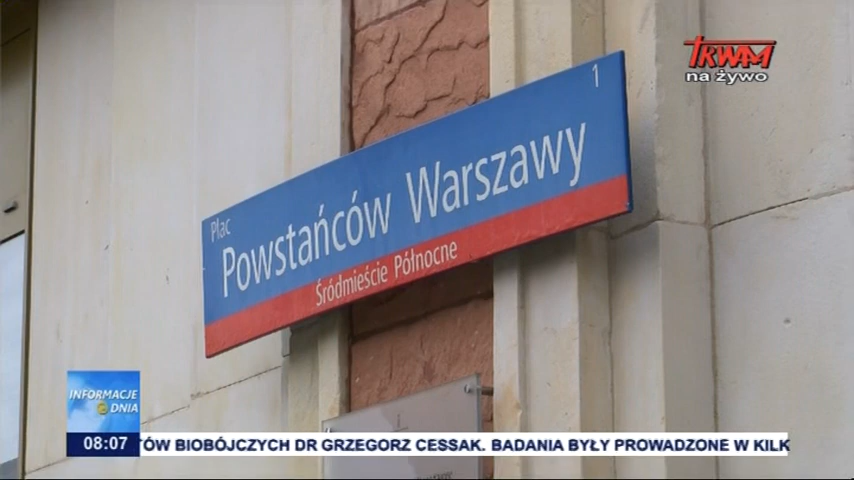 TRWAM
na żywo
1
Plac
Powstańców Warszawy
Śródmieście Północne
INFORMACJE
DNIA
08:07
TÓW BIOBÓJCZYCH DR GRZEGORZ CESSAK. BADANIA BYŁY PROWADZONE W KILK